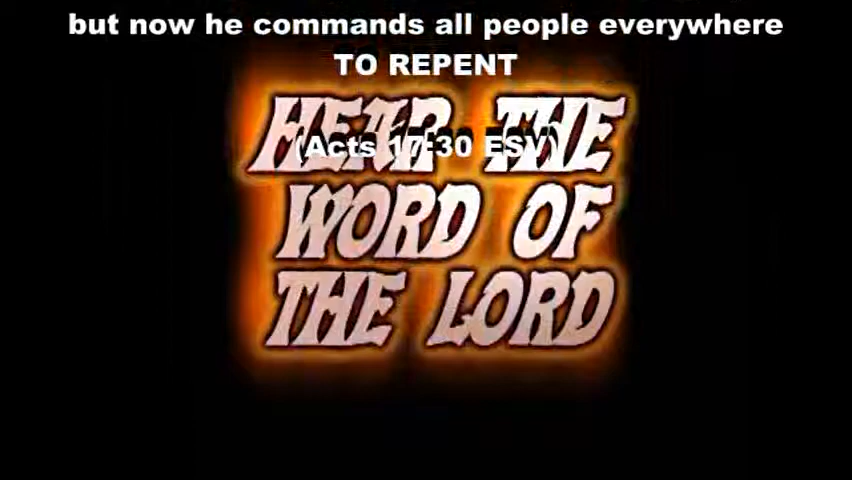 but now he commands all people everywhere
TO REPENT
HEAR THE
(Acts 17:30 ESV)
WORD OF
THE LORD